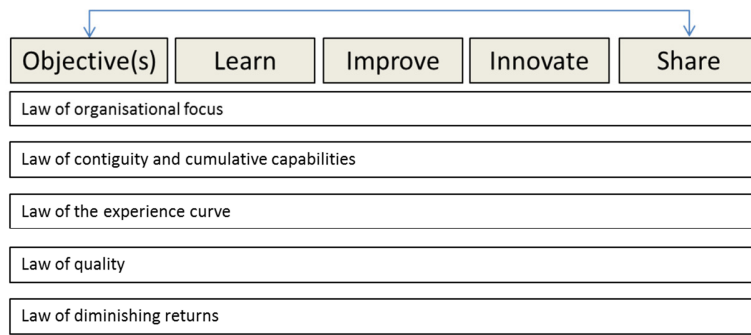 Objective(s) Learn Improve Innovate Share
Law of organisational focus
Law of contiguity and cumulative capabilities
Law of the experience curve
Law of quality
Law of diminishing returns